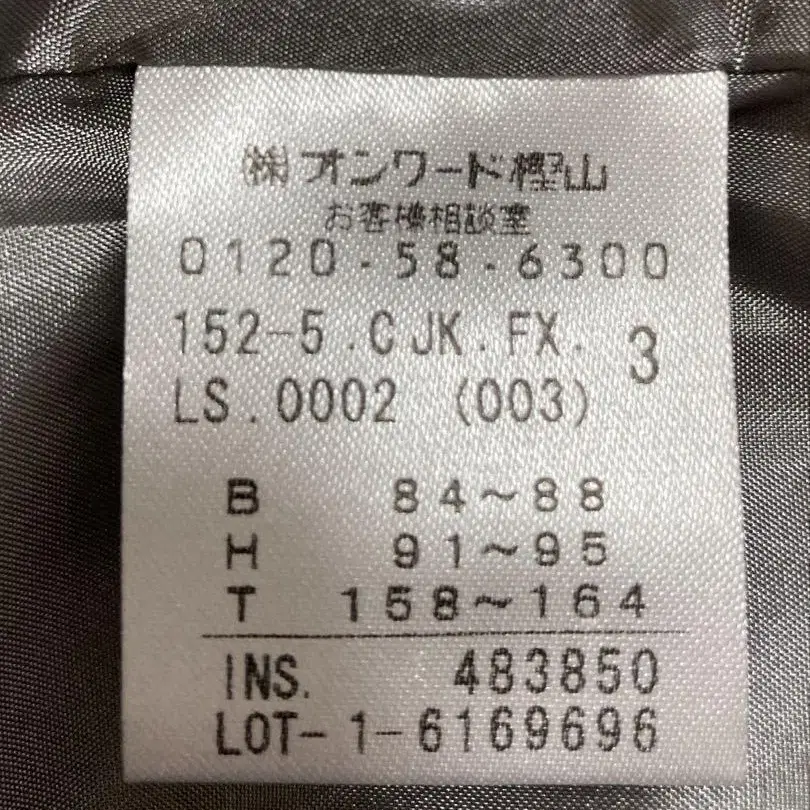 ㈱オンワード樫山
お客様相談室
0120-58-6300
152-5.CJK.FX. 3
LS.0002 (003)
B 84～88
H 91～95
T 158～164
INS. 483850
LOT-1-6169696